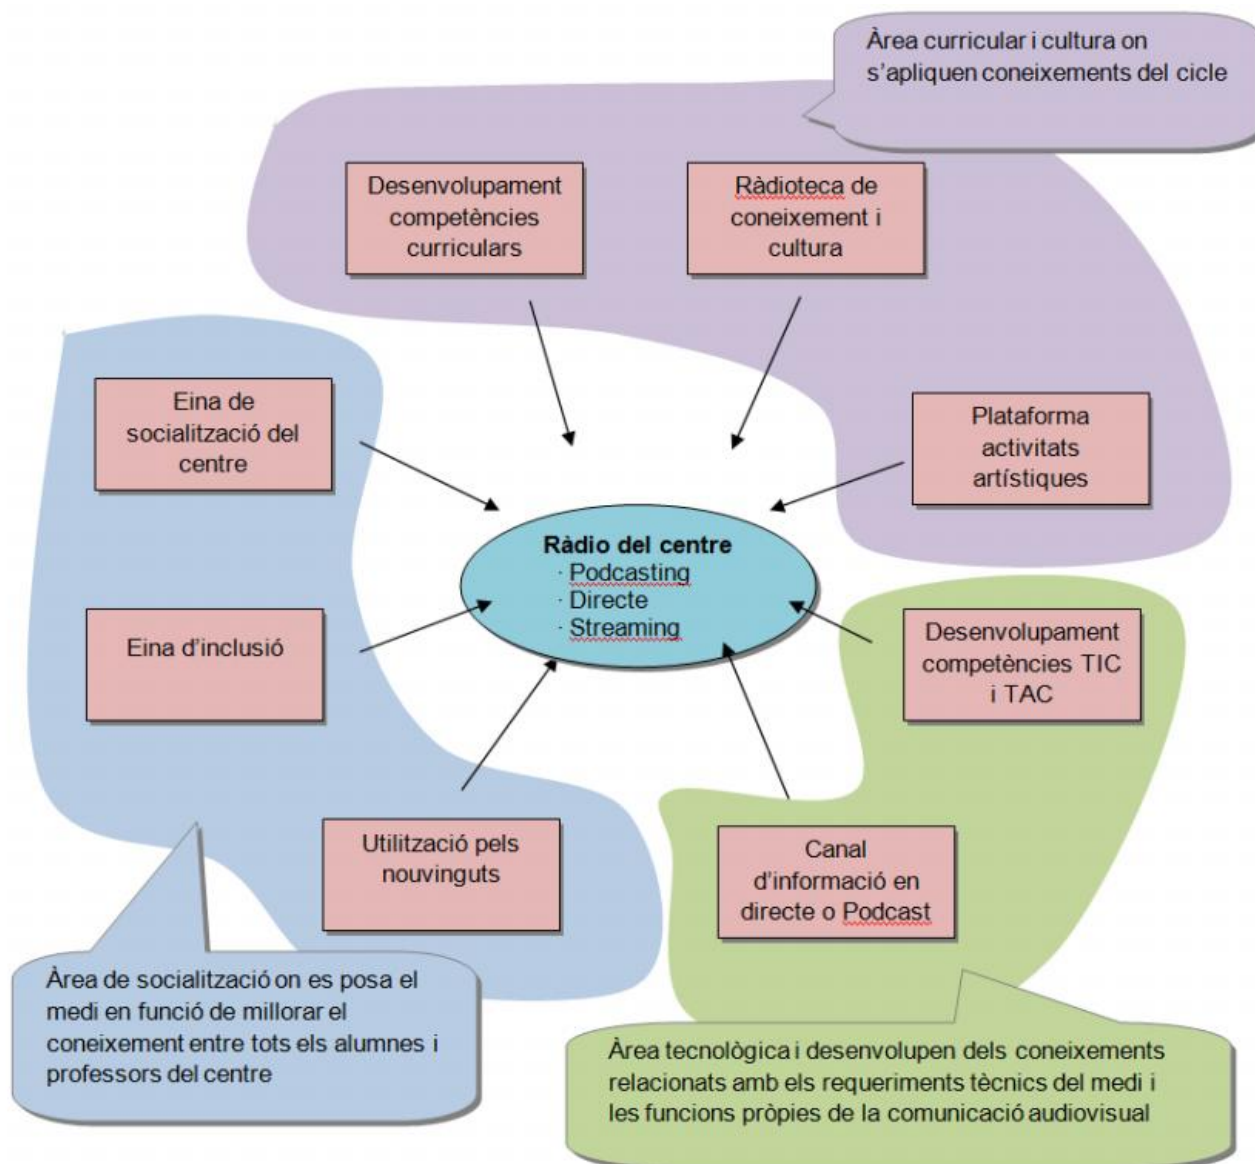 Àrea curricular i cultura on
s'apliquen coneixements del cicle
Desenvolupament
competències
curriculars
Ràdioteca de
coneixement i
cultura
Eina de
socialització del
centre
Plataforma
activitats
artístiques
Ràdio del centre
· Podcasting
· Directe
· Streaming
Eina d'inclusió
Desenvolupament
competències TIC
i TAC
Utilització pels
nouvinguts
Canal
d'informació en
directe o Podcast
Àrea de socialització on es posa el
medi en funció de millorar el
coneixement entre tots els alumnes i
professors del centre
Àrea tecnològica i desenvolupen dels coneixements
relacionats amb els requeriments tècnics del medi i
les funcions pròpies de la comunicació audiovisual